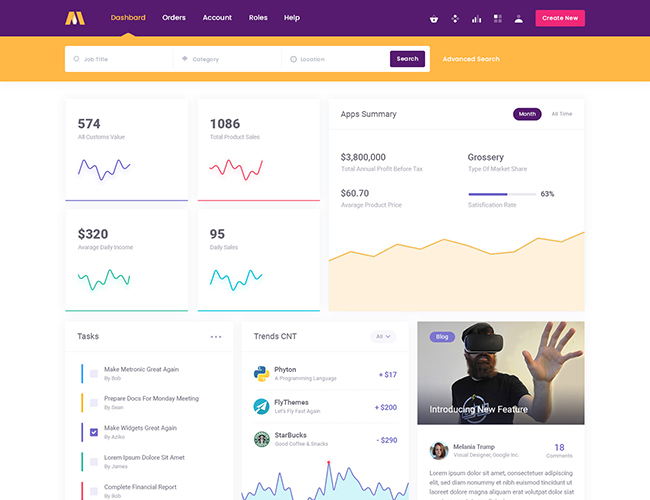 Dashbard
Orders
Account
Roles
Help
Create New
Job Title
Category
Location
Search
Advanced Search
574
All Customs Value
1086
Total Product Sales
Apps Summary
Month
All Time
$3,800,000
Total Annual Profit Before Tax
Grossery
Type Of Market Share
$60.70
Average Product Price
63%
Satisfication Rate
$320
Avarage Daily Income
95
Daily Sales
Tasks
Make Metronic Great Again
By Bob
Prepare Docs For Monday Meeting
By Sean
Make Widgets Great Again
By Aziko
Lorem Ipsum Dolore Sit Amet
By James
Complete Financial Report
By Bob
Trends CNT
All
Phyton
A Programming Language
+ $17
FlyThemes
Let's Fly Fast Again
+ $200
StarBucks
Good Coffee & Snacks
- $290
Blog
Introducing New Feature
Melania Trump
Visual Designer, Google Inc.
18
Comments
Lorem ipsum dolor sit amet, consectetuer adipiscing
elit, sed diam nonummy nibh euismod tincidunt
ut laoreet dolore magna aliquam erat volutpat.